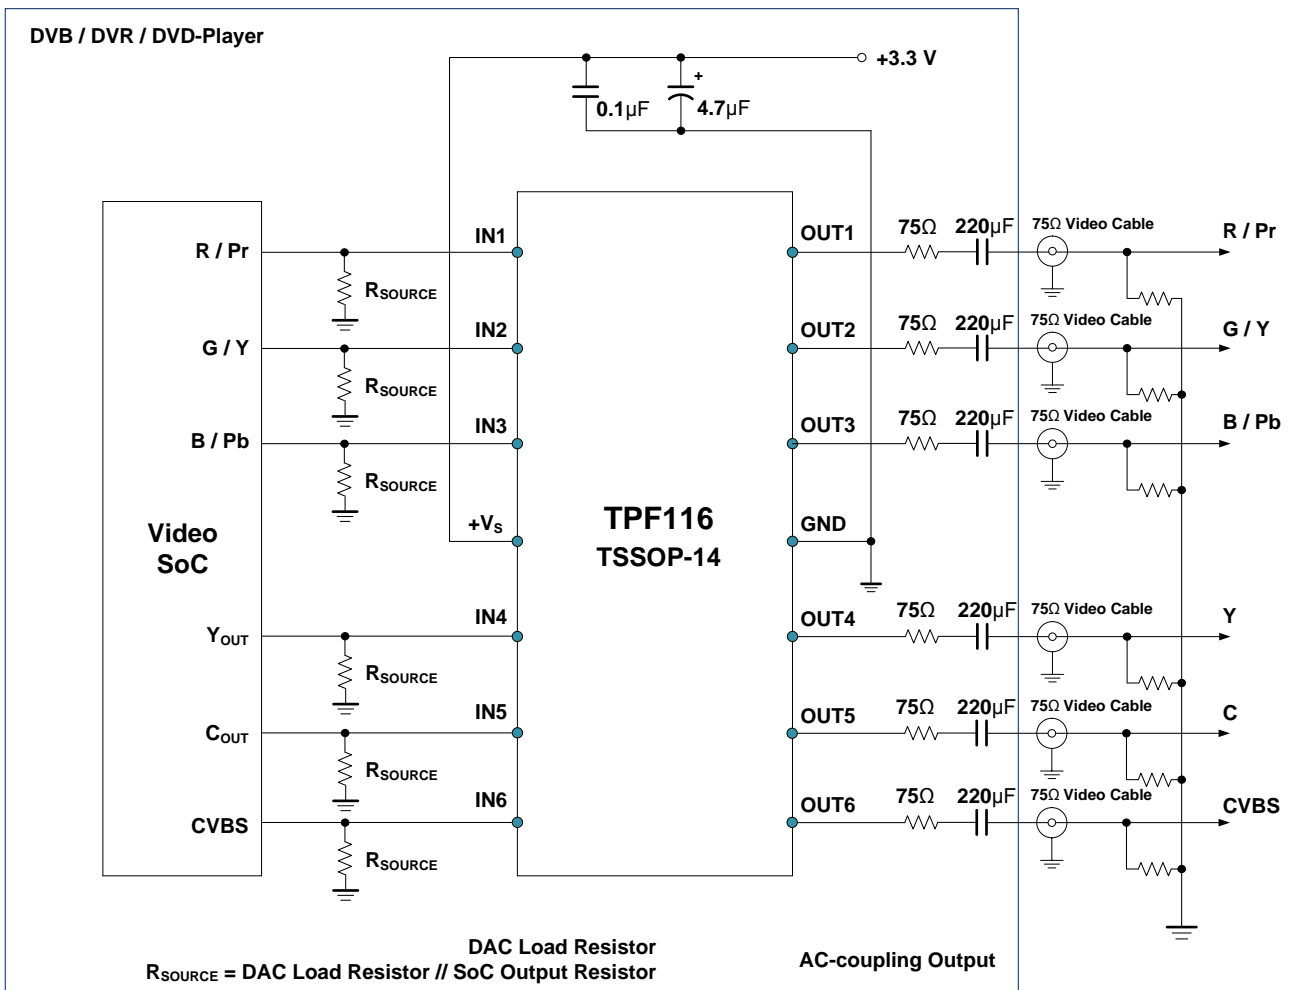 DVB / DVR / DVD-Player
+3.3 V
+
0.1µF
4.7µF
R / Pr
IN1
OUT1
75Ω
220µF
75Ω Video Cable
R / Pr
RSOURCE
G / Y
IN2
OUT2
75Ω
220µF
75Ω Video Cable
G / Y
RSOURCE
B / Pb
IN3
OUT3
75Ω
220µF
75Ω Video Cable
B / Pb
RSOURCE
Video
SoC
+VS
TPF116
TSSOP-14
GND
YOUT
IN4
OUT4
75Ω
220µF
75Ω Video Cable
Y
RSOURCE
COUT
IN5
OUT5
75Ω
220µF
75Ω Video Cable
C
RSOURCE
CVBS
IN6
OUT6
75Ω
220µF
75Ω Video Cable
CVBS
RSOURCE
DAC Load Resistor
RSOURCE = DAC Load Resistor // SoC Output Resistor
AC-coupling Output